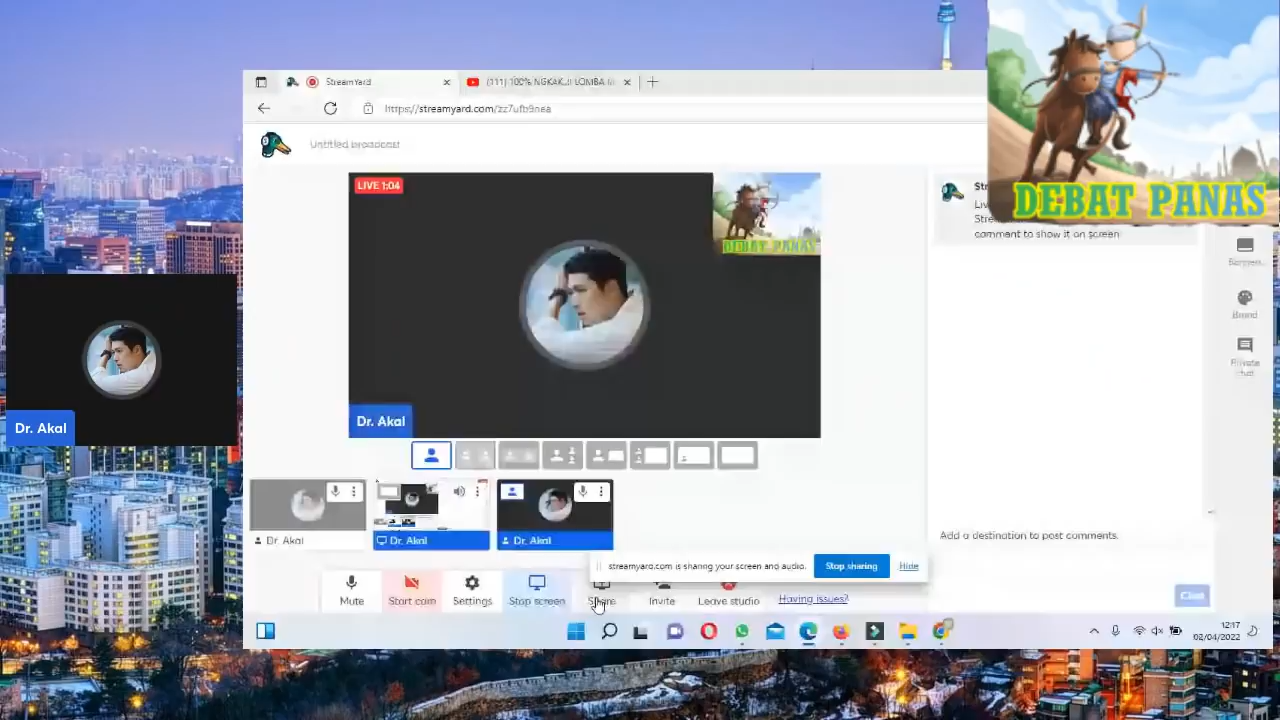 StreamYard
(111) 100% NGKAK
https://streamyard.com/zz7ufb9nea
Untitled broadcast
LIVE 1:04
DEBAT PANAS
DEBAT PANAS
comment to show it on screen
Brand
Private chat
Dr. Akal
Dr. Akal
Dr. Akal
Dr. Akal
Dr. Akal
Add a destination to post comments.
streamyard.com is sharing your screen and audio.
Stop sharing
Hide
Mute
Start cam
Settings
Stop screen
Share
Invite
Leave studio
Having issues?
Chat
12:17
02/04/2022